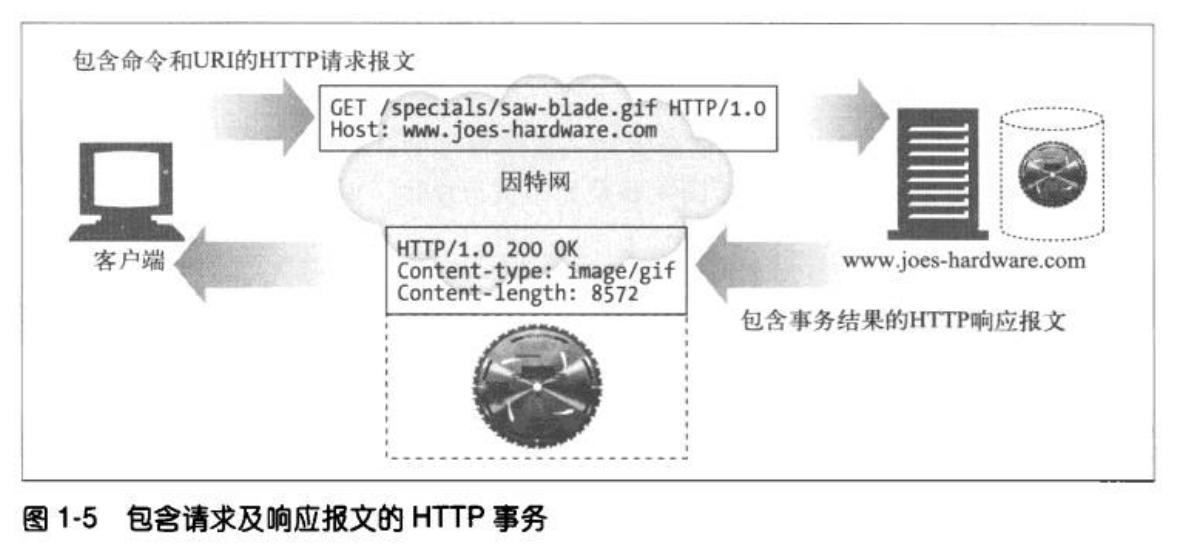 包含命令和URI的HTTP请求报文
GET /specials/saw-blade.gif HTTP/1.0
Host: www.joes-hardware.com
因特网
客户端
HTTP/1.0 200 OK
Content-type: image/gif
Content-length: 8572
www.joes-hardware.com
包含事务结果的HTTP响应报文
图 1-5 包含请求及响应报文的 HTTP 事务